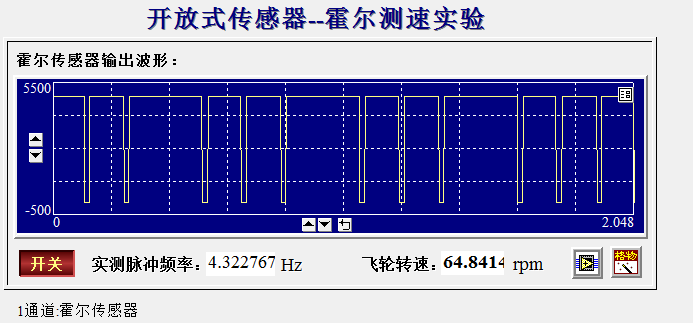 开放式传感器--霍尔测速实验
霍尔传感器输出波形：
5500
-500
0 2.048
开关 实测脉冲频率：4.322767 Hz 飞轮转速：64.8414 rpm 格物
1通道:霍尔传感器